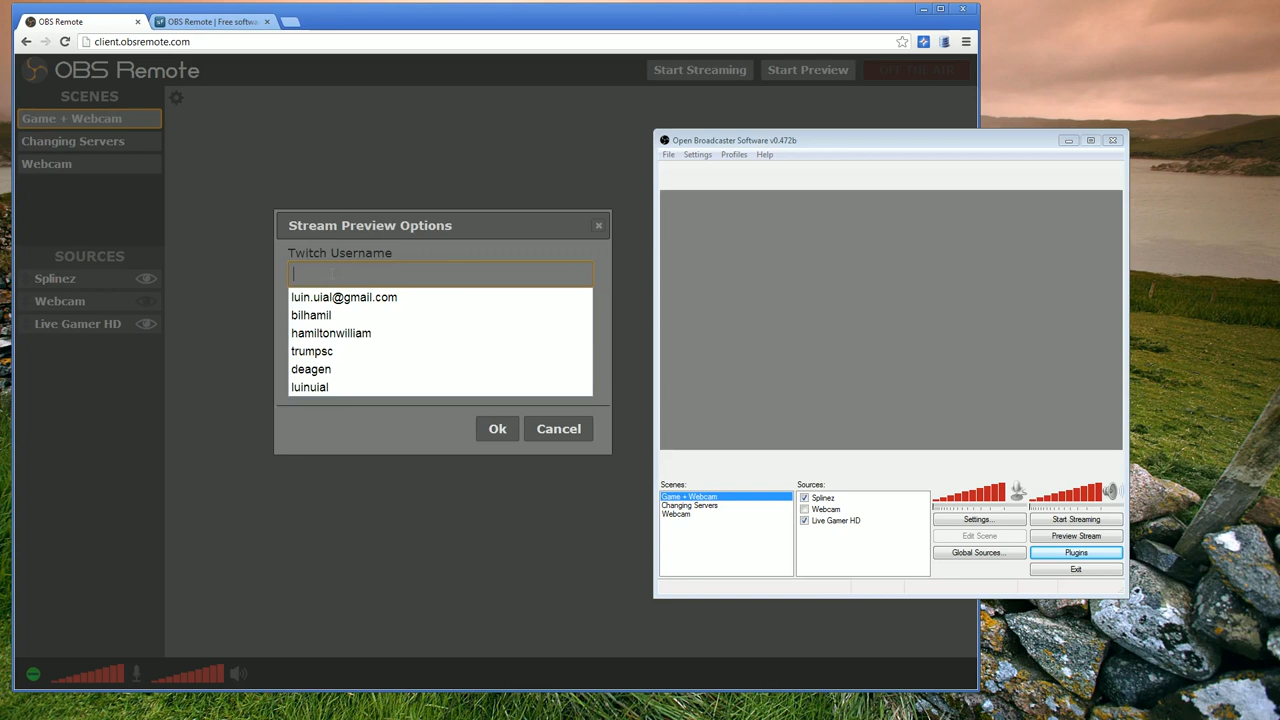 OBS Remote
OBS Remote | Free softwa
client.obsremote.com
OBS Remote
Start Streaming
Start Preview
OFF THE AIR
SCENES
Game + Webcam
Changing Servers
Webcam
SOURCES
Splinez
Webcam
Live Gamer HD
Stream Preview Options
Twitch Username
luin.uial@gmail.com
bilhamil
hamiltonwilliam
trumpsc
deagen
luinuial
Ok
Cancel
Open Broadcaster Software v0.472b
File
Settings
Profiles
Help
Scenes:
Game + Webcam
Changing Servers
Webcam
Sources:
Splinez
Webcam
Live Gamer HD
Settings...
Start Streaming
Edit Scene
Preview Stream
Global Sources...
Plugins
Exit